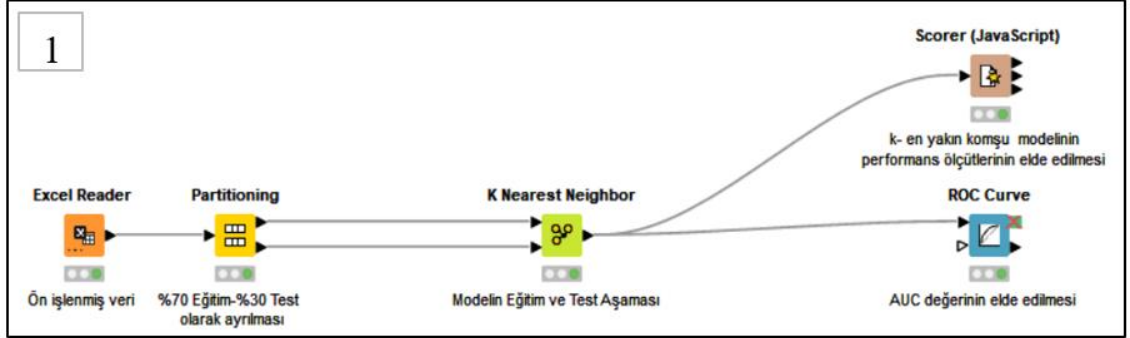 1
Scorer (JavaScript)
k- en yakın komşu modelinin
performans ölçütlerinin elde edilmesi
Excel Reader
Ön işlenmiş veri
Partitioning
%70 Eğitim-%30 Test
olarak ayrılması
K Nearest Neighbor
Modelin Eğitim ve Test Aşaması
ROC Curve
AUC değerinin elde edilmesi